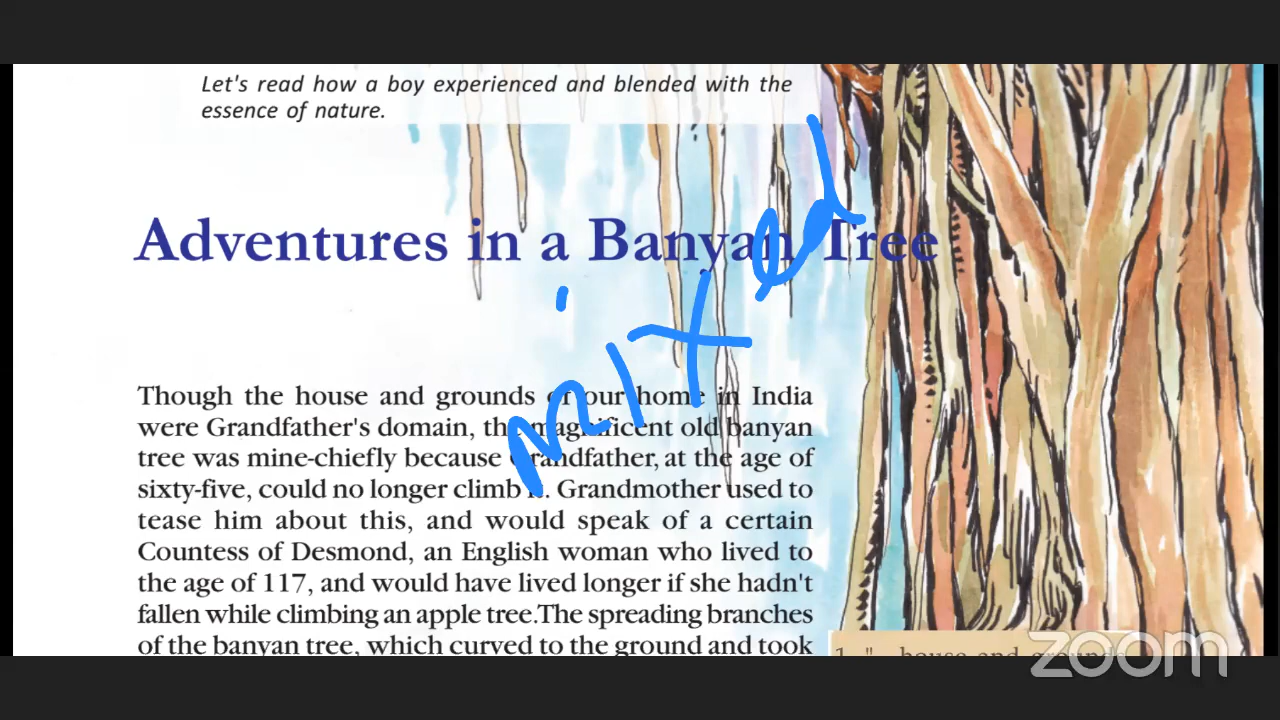 Let's read how a boy experienced and blended with the
essence of nature.
Adventures in a Banyan Tree
mixed
Though the house and grounds of our home in India
were Grandfather's domain, the magnificent old banyan
tree was mine-chiefly because Grandfather, at the age of
sixty-five, could no longer climb it. Grandmother used to
tease him about this, and would speak of a certain
Countess of Desmond, an English woman who lived to
the age of 117, and would have lived longer if she hadn't
fallen while climbing an apple tree.The spreading branches
of the banyan tree, which curved to the ground and took
1. "...house and grounds
zoom